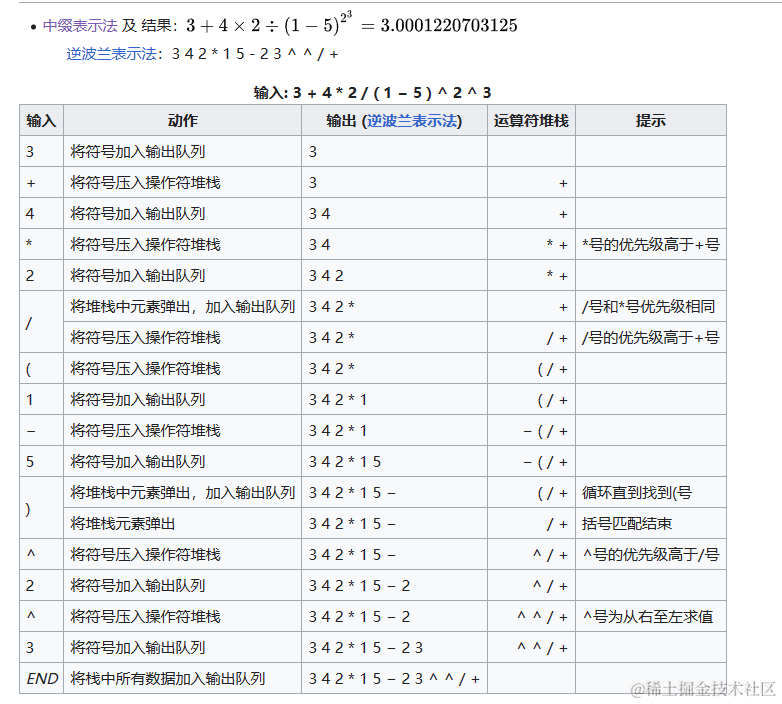 • 中缀表示法 及 结果：3 + 4 × 2 ÷ (1 − 5)^2^3 = 3.0001220703125
逆波兰表示法：3 4 2 * 1 5 - 2 3 ^ ^ / +
输入: 3 + 4 * 2 / ( 1 − 5 ) ^ 2 ^ 3
输入 动作 输出 (逆波兰表示法) 运算符堆栈 提示
3 将符号加入输出队列 3
+ 将符号压入操作符堆栈 3 +
4 将符号加入输出队列 3 4 +
* 将符号压入操作符堆栈 3 4 * + *号的优先级高于+号
2 将符号加入输出队列 3 4 2 * +
/ 将堆栈中元素弹出，加入输出队列 3 4 2 * + /号和*号优先级相同
将符号压入操作符堆栈 3 4 2 * / + /号的优先级高于+号
( 将符号压入操作符堆栈 3 4 2 * ( / +
1 将符号加入输出队列 3 4 2 * 1 ( / +
− 将符号压入操作符堆栈 3 4 2 * 1 − ( / +
5 将符号加入输出队列 3 4 2 * 1 5 − ( / +
) 将堆栈中元素弹出，加入输出队列 3 4 2 * 1 5 − ( / + 循环直到找到(号
将堆栈元素弹出 3 4 2 * 1 5 − / + 括号匹配结束
^ 将符号压入操作符堆栈 3 4 2 * 1 5 − ^ / + ^号的优先级高于/号
2 将符号加入输出队列 3 4 2 * 1 5 − 2 ^ / +
^ 将符号压入操作符堆栈 3 4 2 * 1 5 − 2 ^ ^ / + ^号为从右至左求值
3 将符号加入输出队列 3 4 2 * 1 5 − 2 3 ^ ^ / +
END 将栈中所有数据加入输出队列 3 4 2 * 1 5 − 2 3 ^ ^ / +
@稀土掘金技术社区